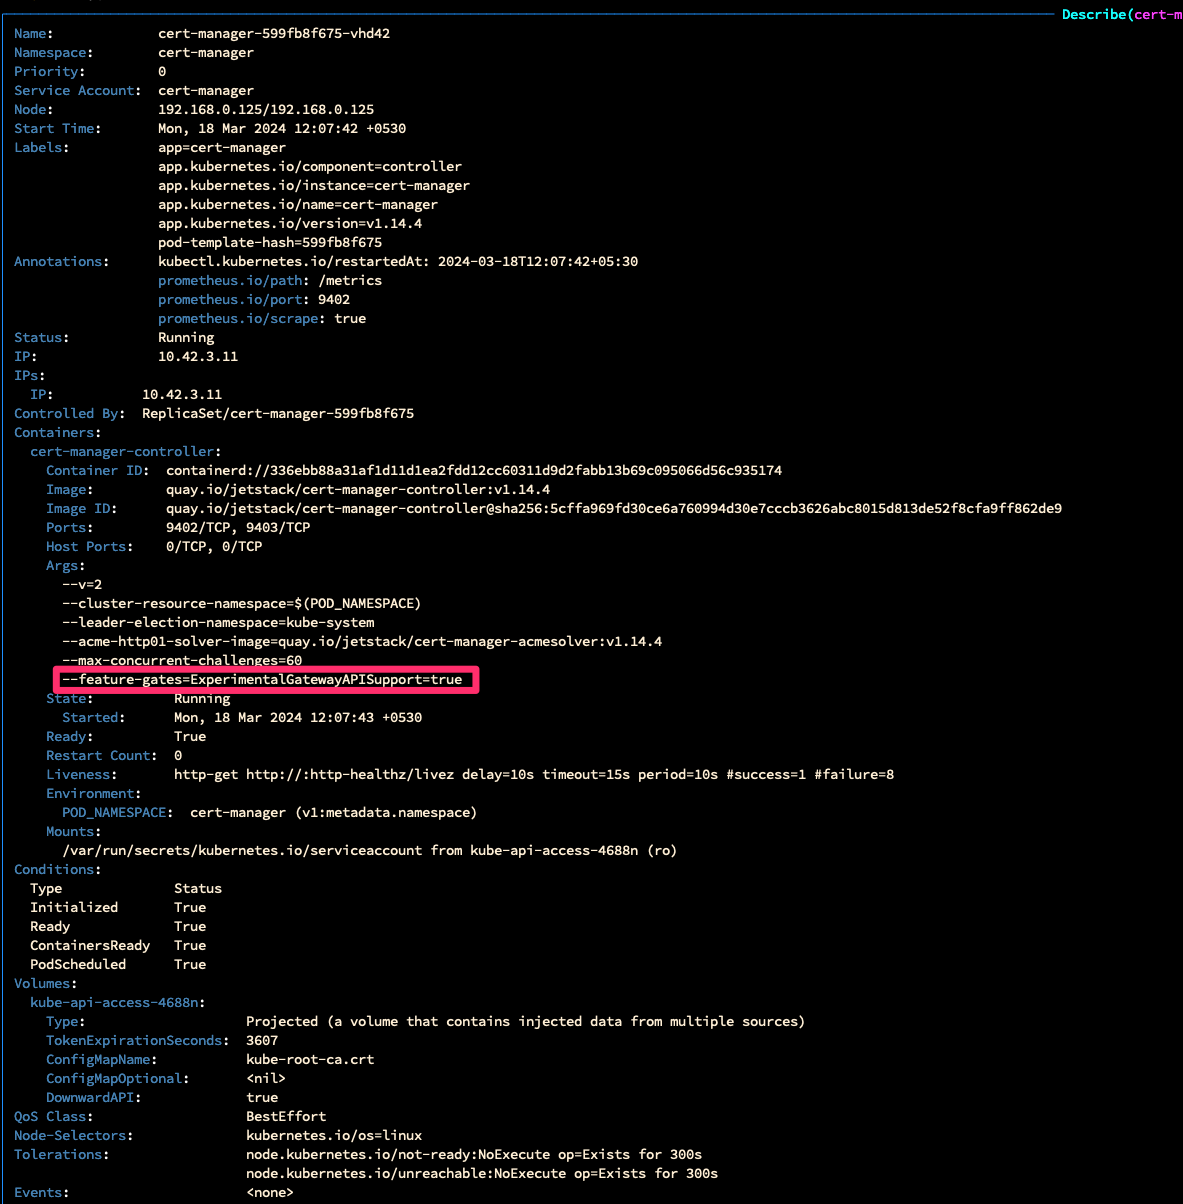 Describe(cert-m
Name: cert-manager-599fb8f675-vhd42
Namespace: cert-manager
Priority: 0
Service Account: cert-manager
Node: 192.168.0.125/192.168.0.125
Start Time: Mon, 18 Mar 2024 12:07:42 +0530
Labels: app=cert-manager
app.kubernetes.io/component=controller
app.kubernetes.io/instance=cert-manager
app.kubernetes.io/name=cert-manager
app.kubernetes.io/version=v1.14.4
pod-template-hash=599fb8f675
Annotations: kubectl.kubernetes.io/restartedAt: 2024-03-18T12:07:42+05:30
prometheus.io/path: /metrics
prometheus.io/port: 9402
prometheus.io/scrape: true
Status: Running
IP: 10.42.3.11
IPs:
IP: 10.42.3.11
Controlled By: ReplicaSet/cert-manager-599fb8f675
Containers:
cert-manager-controller:
Container ID: containerd://336ebb88a31af1d11d1ea2fdd12cc60311d9d2fabb13b69c095066d56c935174
Image: quay.io/jetstack/cert-manager-controller:v1.14.4
Image ID: quay.io/jetstack/cert-manager-controller@sha256:5cffa969fd30ce6a760994d30e7cccb3626abc8015d813de52f8cfa9ff862de9
Ports: 9402/TCP, 9403/TCP
Host Ports: 0/TCP, 0/TCP
Args:
--v=2
--cluster-resource-namespace=$(POD_NAMESPACE)
--leader-election-namespace=kube-system
--acme-http01-solver-image=quay.io/jetstack/cert-manager-acmesolver:v1.14.4
--max-concurrent-challenges=60
--feature-gates=ExperimentalGatewayAPISupport=true
State: Running
Started: Mon, 18 Mar 2024 12:07:43 +0530
Ready: True
Restart Count: 0
Liveness: http-get http://:http-healthz/livez delay=10s timeout=15s period=10s #success=1 #failure=8
Environment:
POD_NAMESPACE: cert-manager (v1:metadata.namespace)
Mounts:
/var/run/secrets/kubernetes.io/serviceaccount from kube-api-access-4688n (ro)
Conditions:
Type Status
Initialized True
Ready True
ContainersReady True
PodScheduled True
Volumes:
kube-api-access-4688n:
Type: Projected (a volume that contains injected data from multiple sources)
TokenExpirationSeconds: 3607
ConfigMapName: kube-root-ca.crt
ConfigMapOptional: <nil>
DownwardAPI: true
QoS Class: BestEffort
Node-Selectors: kubernetes.io/os=linux
Tolerations: node.kubernetes.io/not-ready:NoExecute op=Exists for 300s
node.kubernetes.io/unreachable:NoExecute op=Exists for 300s
Events: <none>